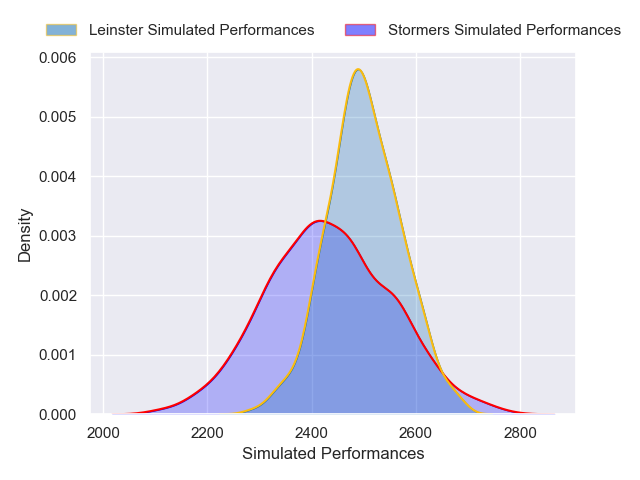 Leinster Simulated Performances Stormers Simulated Performances
0.006
0.005
0.004
0.003
0.002
0.001
0.000
Density
2000 2200 2400 2600 2800
Simulated Performances